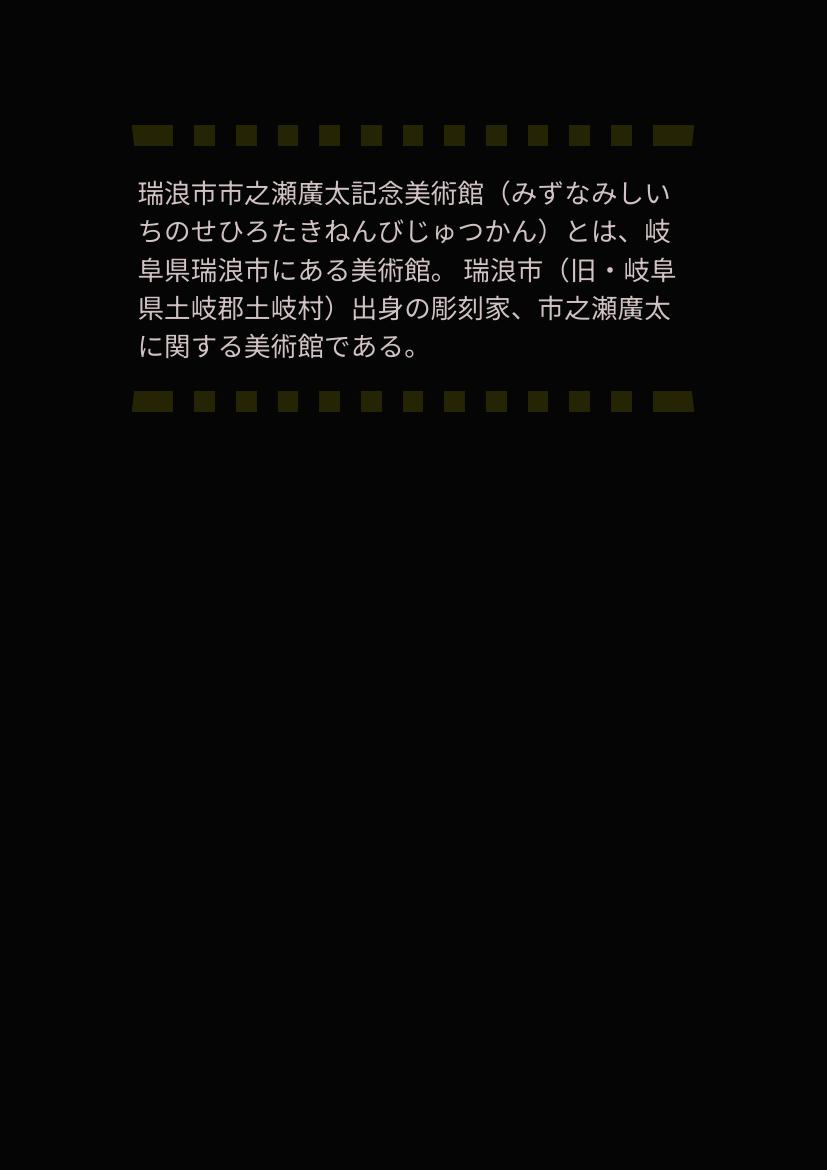 瑞浪市市之瀬廣太記念美術館（みずなみしい
ちのせひろたきねんびじゅつかん）とは、岐
阜県瑞浪市にある美術館。 瑞浪市（旧・岐阜
県土岐郡土岐村）出身の彫刻家、市之瀬廣太
に関する美術館である。